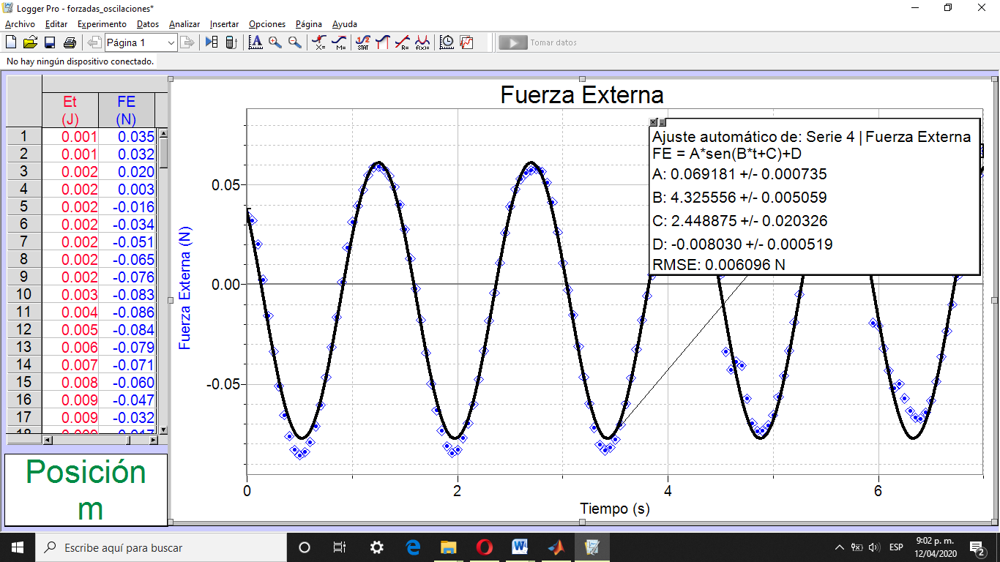 Logger Pro - forzadas_oscilaciones*
Archivo Editar Experimento Datos Analizar Insertar Opciones Página Ayuda
Página 1
Tomar datos
No hay ningún dispositivo conectado.
Et FE
(J) (N)
1 0.001 0.035
2 0.001 0.032
3 0.002 0.020
4 0.002 0.003
5 0.002 -0.016
6 0.002 -0.034
7 0.002 -0.051
8 0.002 -0.065
9 0.002 -0.076
10 0.003 -0.083
11 0.004 -0.086
12 0.005 -0.084
13 0.006 -0.079
14 0.007 -0.071
15 0.008 -0.060
16 0.009 -0.047
17 0.009 -0.032
Posición
m
Fuerza Externa
Fuerza Externa (N)
0.05
0.00
-0.05
0 2 4 6
Tiempo (s)
Ajuste automático de: Serie 4 | Fuerza Externa
FE = A*sen(B*t+C)+D
A: 0.069181 +/- 0.000735
B: 4.325556 +/- 0.005059
C: 2.448875 +/- 0.020326
D: -0.008030 +/- 0.000519
RMSE: 0.006096 N
Escribe aquí para buscar
ESP
9:02 p. m.
12/04/2020
2